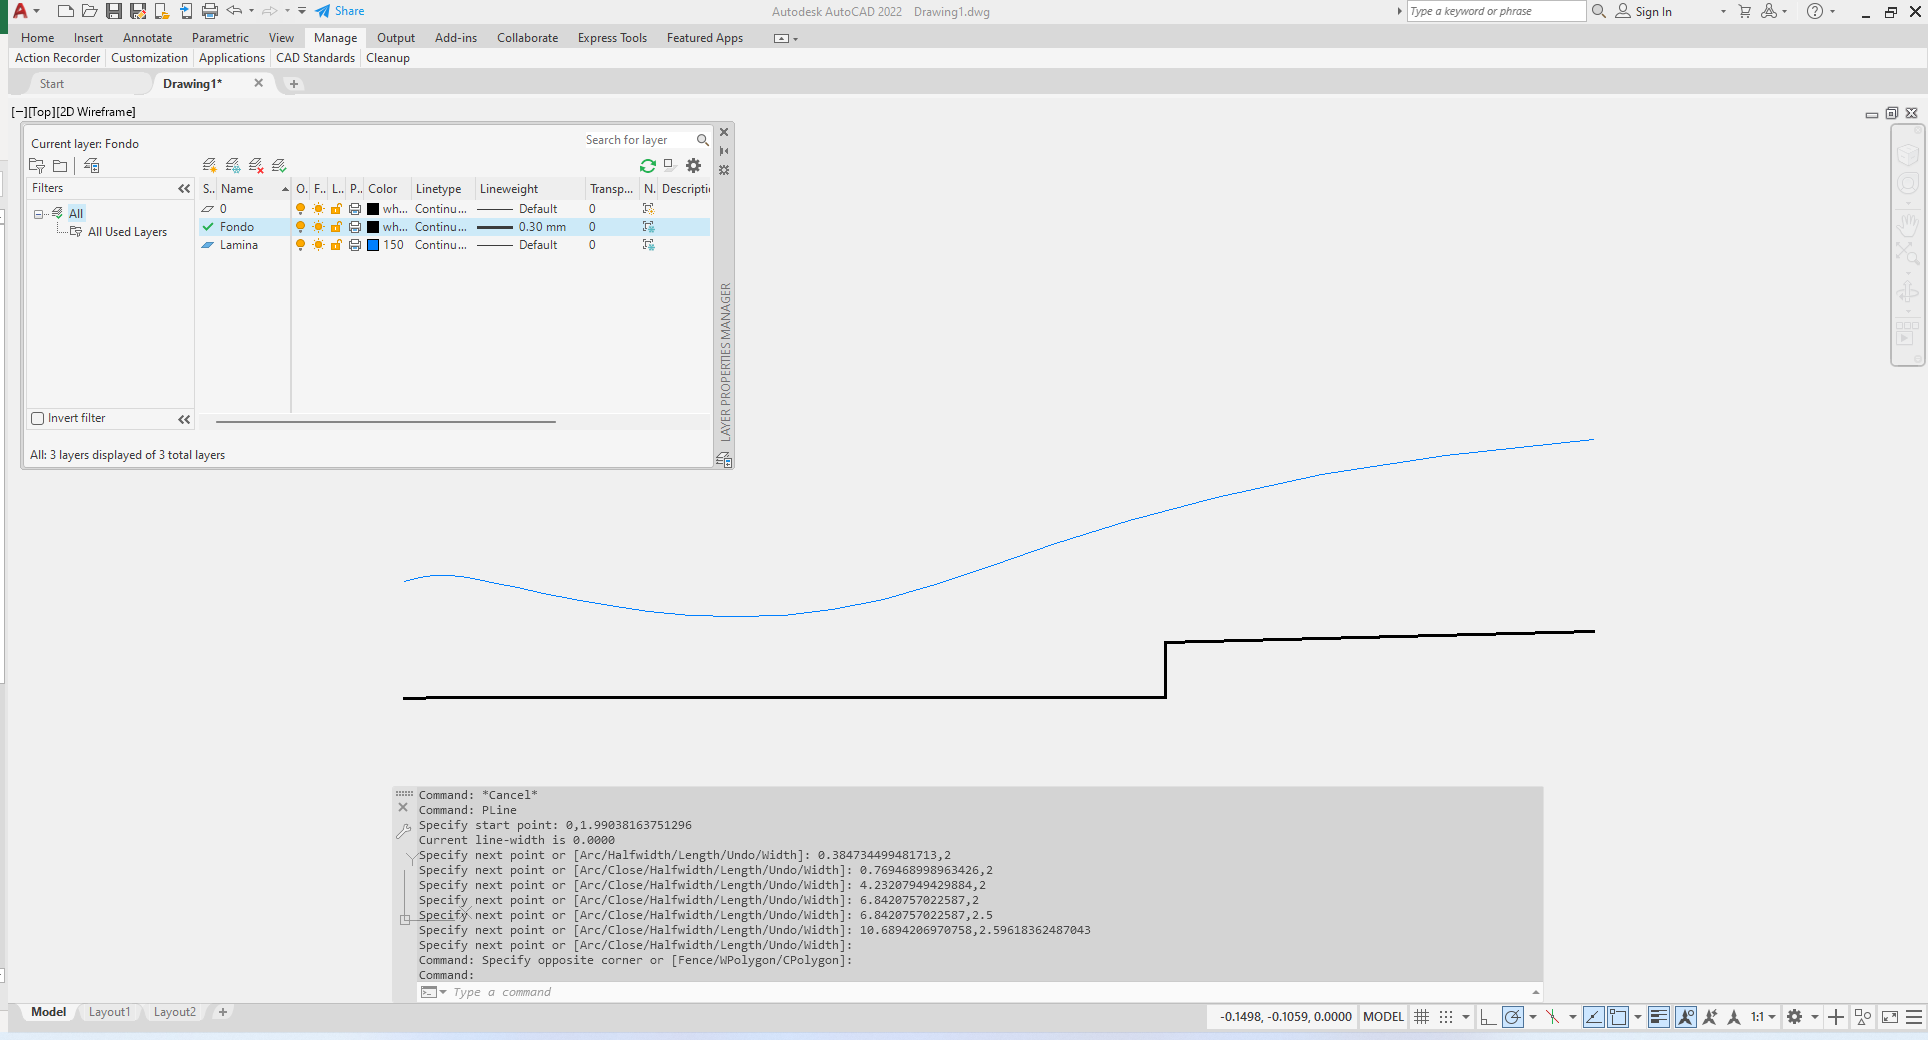 Share
Autodesk AutoCAD 2022 Drawing1.dwg
Type a keyword or phrase
Sign In
Home Insert Annotate Parametric View Manage Output Add-ins Collaborate Express Tools Featured Apps
Action Recorder Customization Applications CAD Standards Cleanup
Start Drawing1*
[−][Top][2D Wireframe]
Current layer: Fondo
Search for layer
Filters
S.. Name O. F.. L.. P.. Color Linetype Lineweight Transp... N. Descripti
All
All Used Layers
0 wh... Continu... Default 0
Fondo wh... Continu... 0.30 mm 0
Lamina 150 Continu... Default 0
Invert filter
All: 3 layers displayed of 3 total layers
LAYER PROPERTIES MANAGER
Command: *Cancel*
Command: PLine
Specify start point: 0,1.99038163751296
Current line-width is 0.0000
Specify next point or [Arc/Halfwidth/Length/Undo/Width]: 0.384734499481713,2
Specify next point or [Arc/Close/Halfwidth/Length/Undo/Width]: 0.769468998963426,2
Specify next point or [Arc/Close/Halfwidth/Length/Undo/Width]: 4.23207949429884,2
Specify next point or [Arc/Close/Halfwidth/Length/Undo/Width]: 6.8420757022587,2
Specify next point or [Arc/Close/Halfwidth/Length/Undo/Width]: 6.8420757022587,2.5
Specify next point or [Arc/Close/Halfwidth/Length/Undo/Width]: 10.6894206970758,2.59618362487043
Specify next point or [Arc/Close/Halfwidth/Length/Undo/Width]:
Command: Specify opposite corner or [Fence/WPolygon/CPolygon]:
Command:
Type a command
Y
X
Model Layout1 Layout2
-0.1498, -0.1059, 0.0000 MODEL 1:1